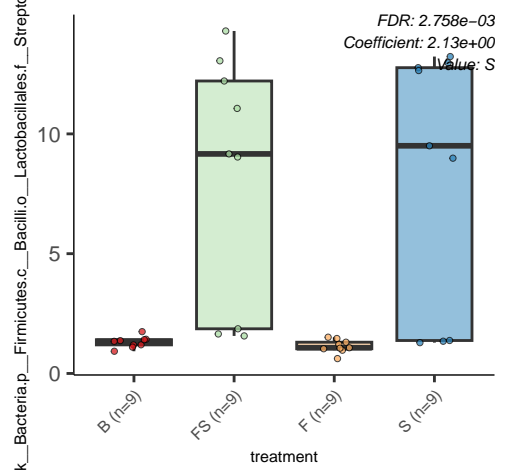 FDR: 2.758e−03
Coefficient: 2.13e+00
Value: S
k__Bacteria.p__Firmicutes.c__Bacilli.o__Lactobacillales.f__Strepto
10
5
0
B (n=9)
FS (n=9)
F (n=9)
S (n=9)
treatment